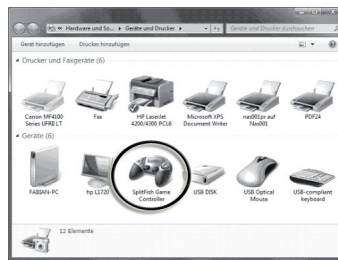 Hardware und So... ▸ Geräte und Drucker ▸
Geräte und Drucker durchsuchen
Gerät hinzufügen Drucker hinzufügen
Drucker und Faxgeräte (6)
Canon MF4100 Series UFRII LT
Fax
HP LaserJet 4200/4300 PCL6
Microsoft XPS Document Writer
nas001pr auf Nas001
PDF24
Geräte (6)
FABIAN-PC
hp L1720
SplitFish Game Controller
USB DISK
USB Optical Mouse
USB-compliant keyboard
12 Elemente